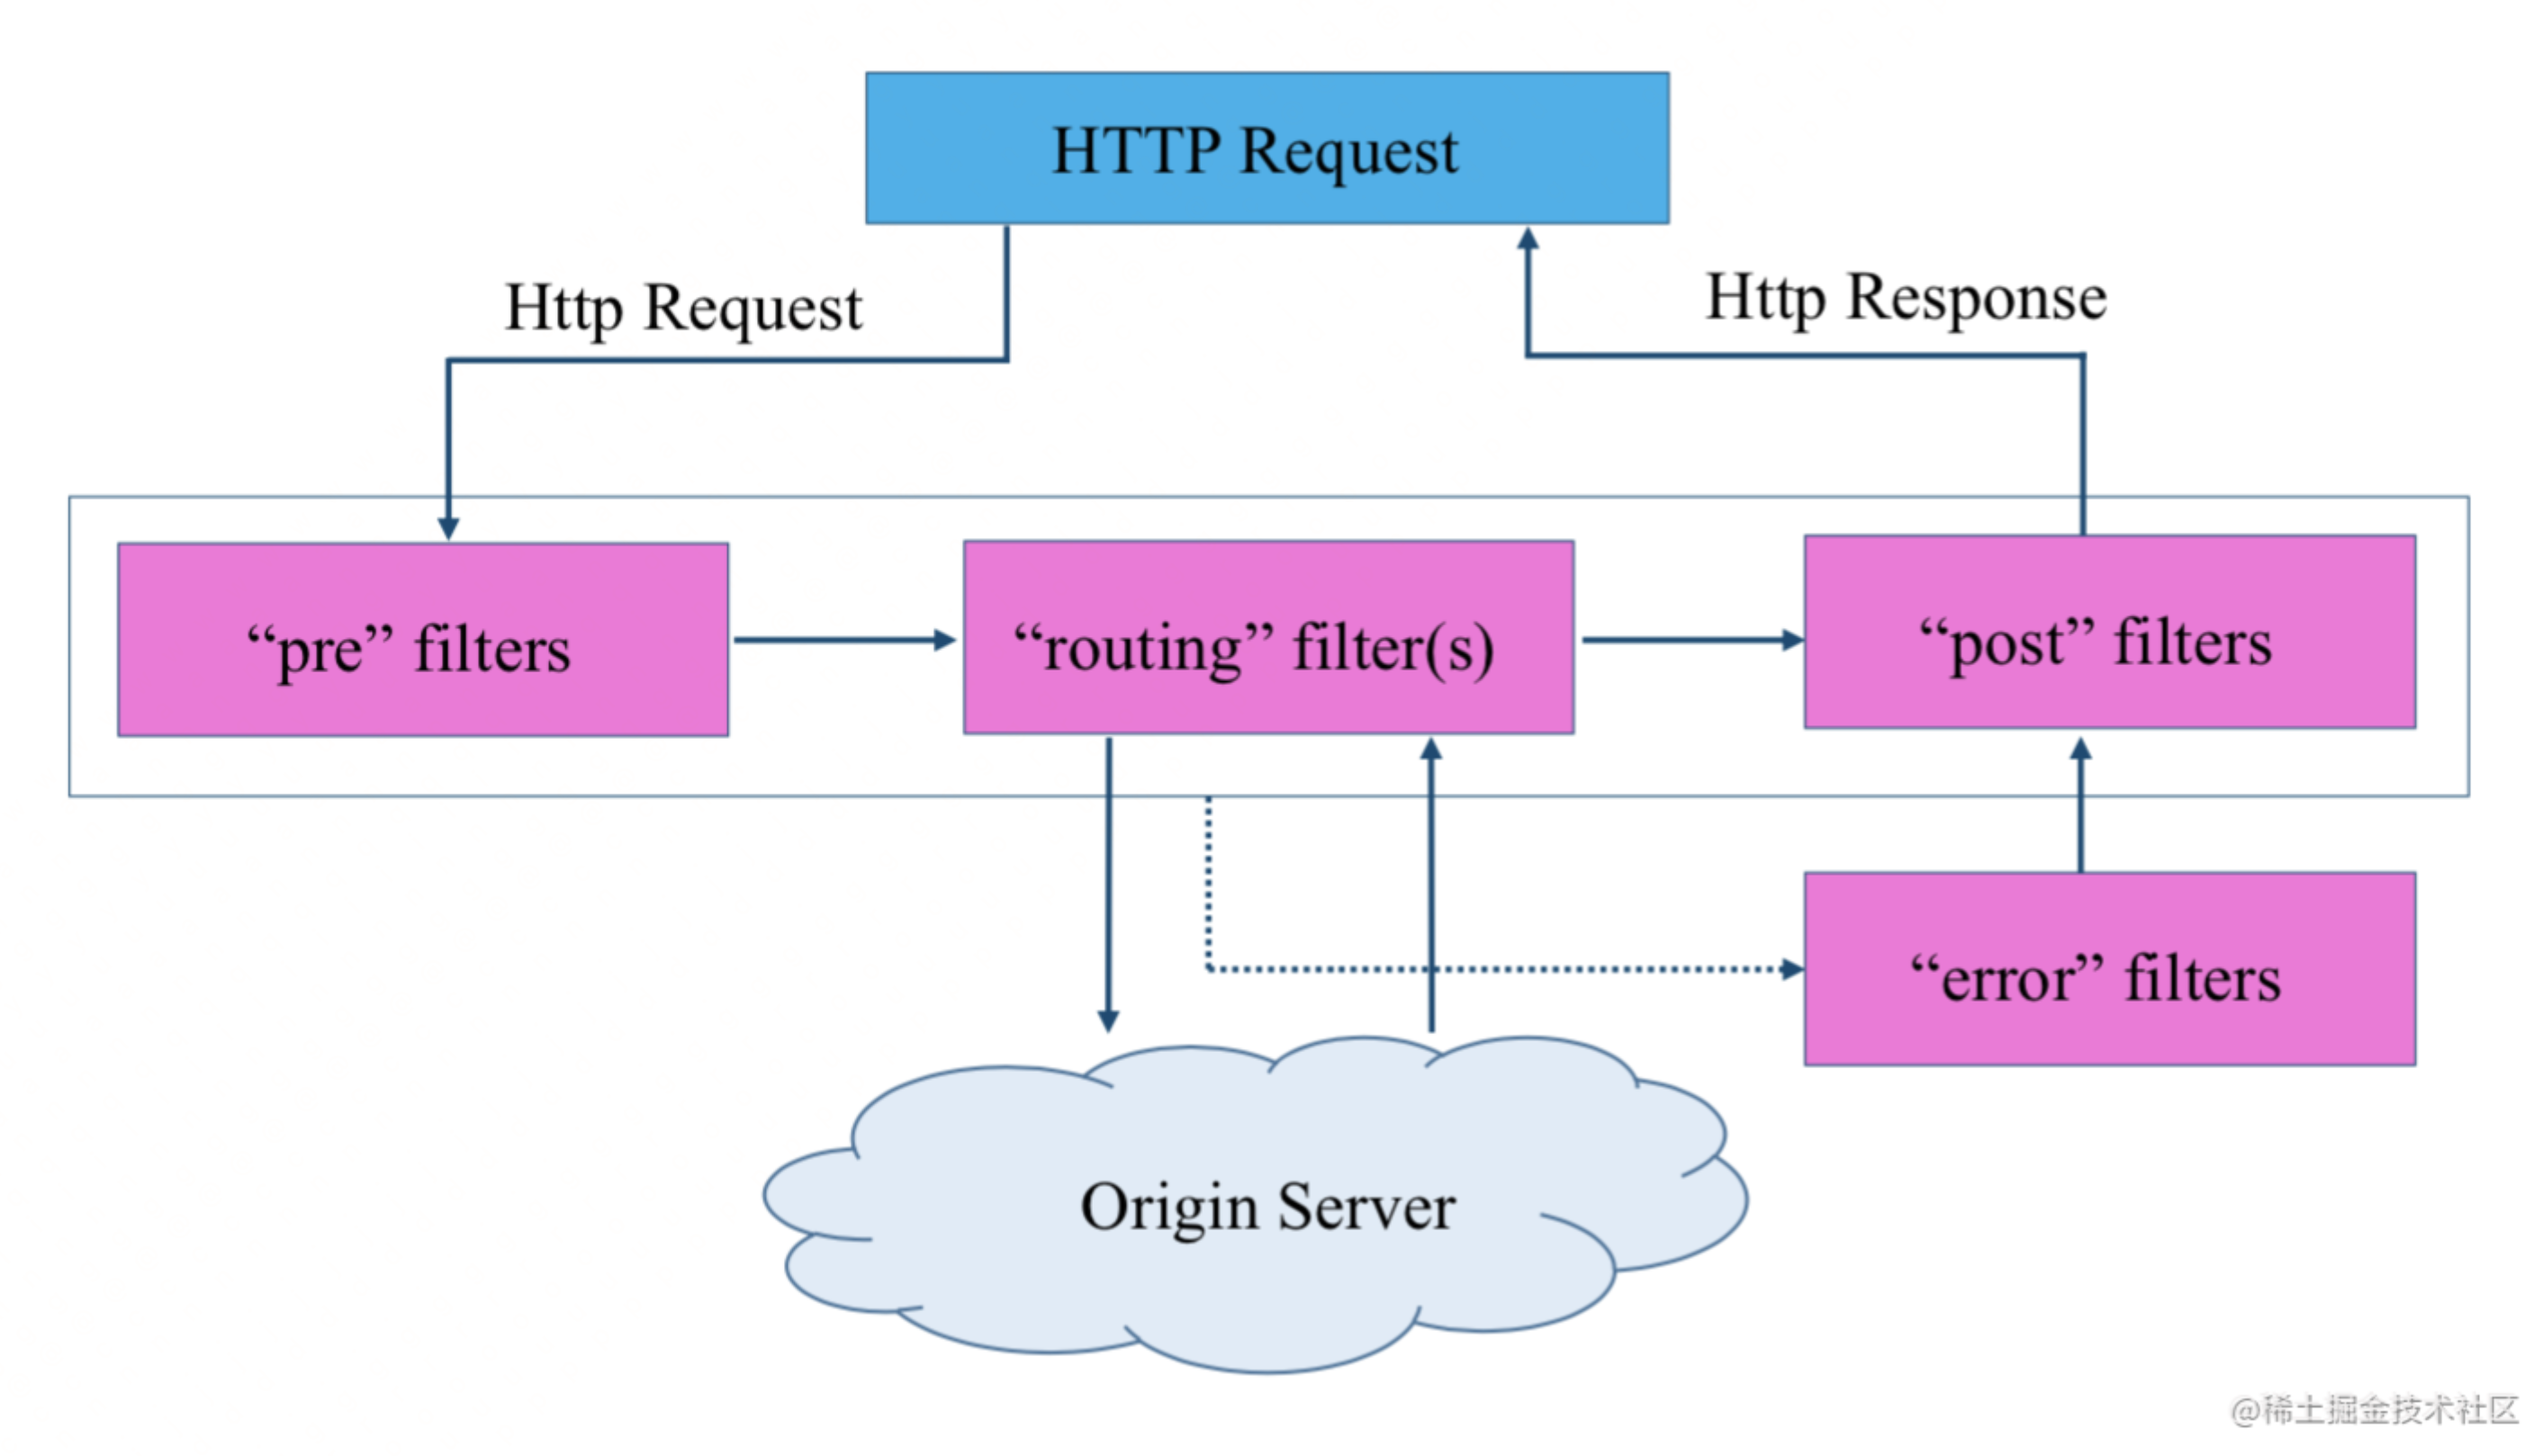 HTTP Request
Http Request
Http Response
“pre” filters
“routing” filter(s)
“post” filters
“error” filters
Origin Server
@稀土掘金技术社区